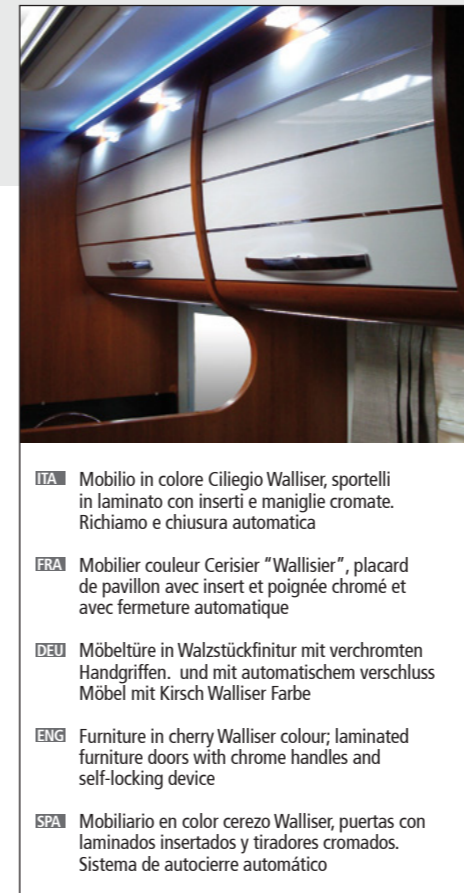 ITA Mobilio in colore Ciliegio Walliser, sportelli
in laminato con inserti e maniglie cromate.
Richiamo e chiusura automatica
FRA Mobilier couleur Cerisier "Wallisier", placard
de pavillon avec insert et poignée chromé et
avec fermeture automatique
DEU Möbeltüre in Walzstückfinitur mit verchromten
Handgriffen. und mit automatischem verschluss
Möbel mit Kirsch Walliser Farbe
ENG Furniture in cherry Walliser colour; laminated
furniture doors with chrome handles and
self-locking device
SPA Mobiliario en color cerezo Walliser, puertas con
laminados insertados y tiradores cromados.
Sistema de autocierre automático